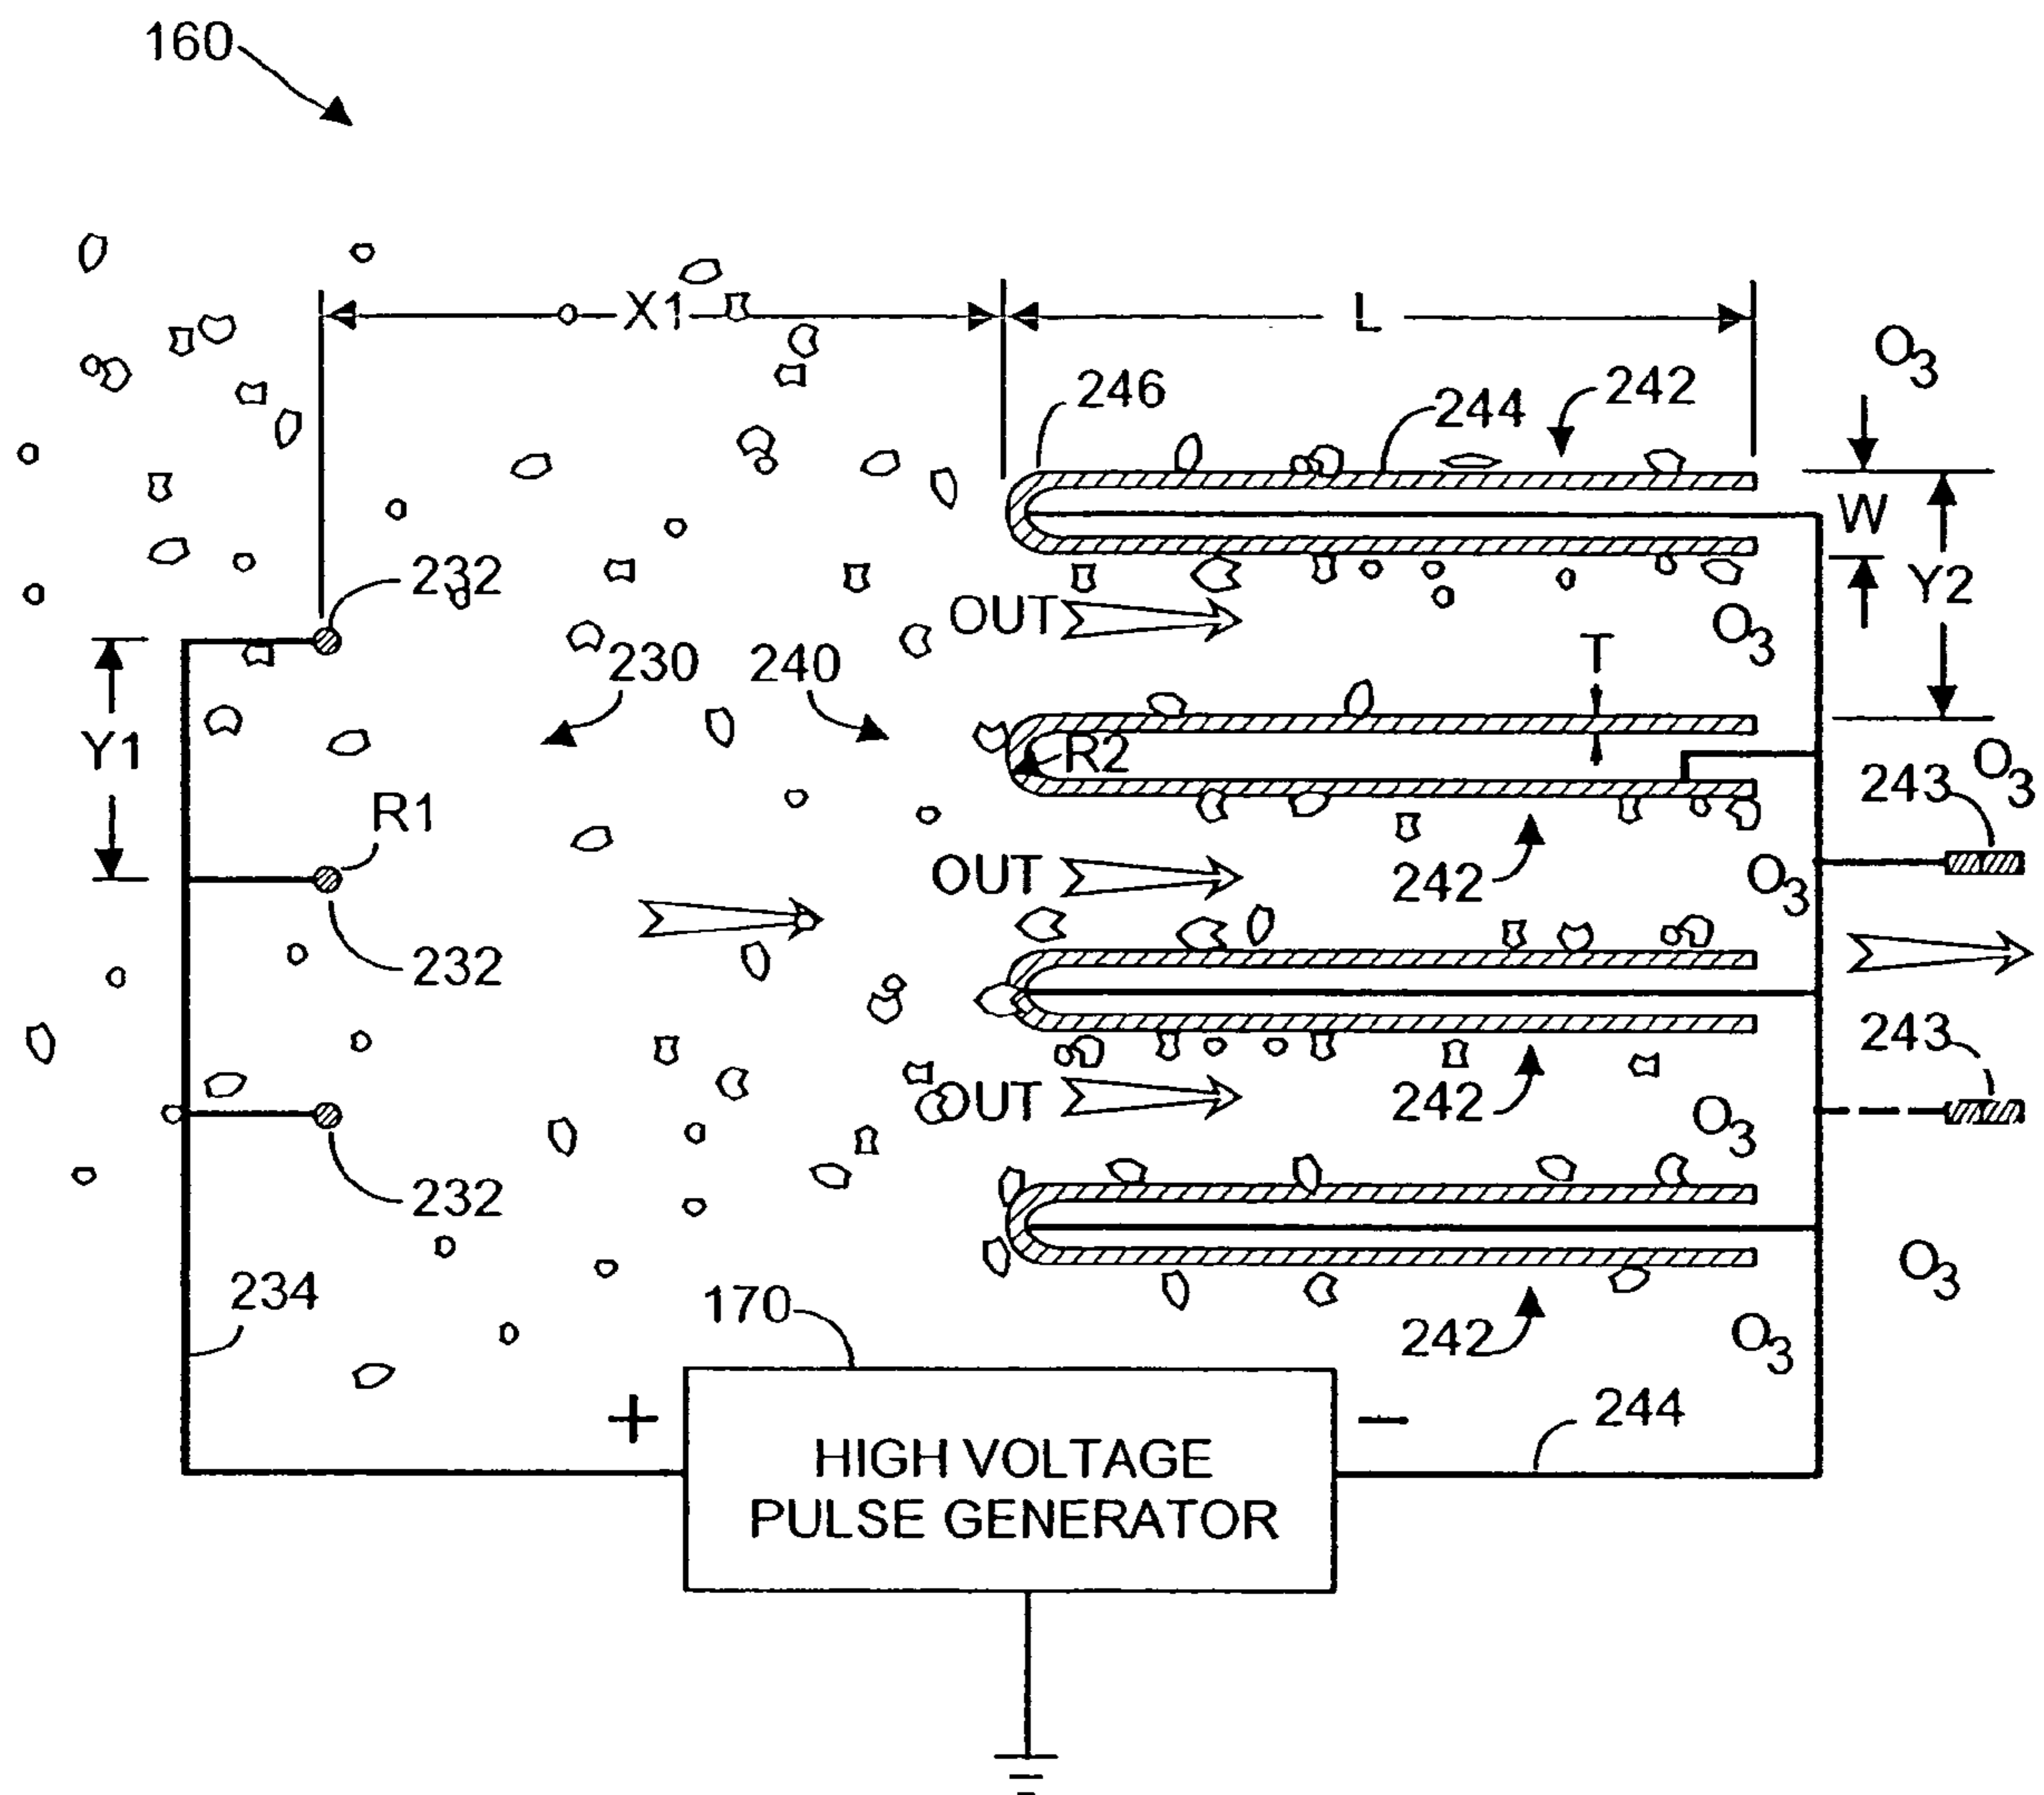 160
X1
L
O3
246
244
242
W
Y2
232
OUT
O3
T
230
240
Y1
R2
O3
243
R1
OUT
242
O3
232
243
OUT
242
O3
232
O3
234
170
242
O3
+
−
244
HIGH VOLTAGE
PULSE GENERATOR